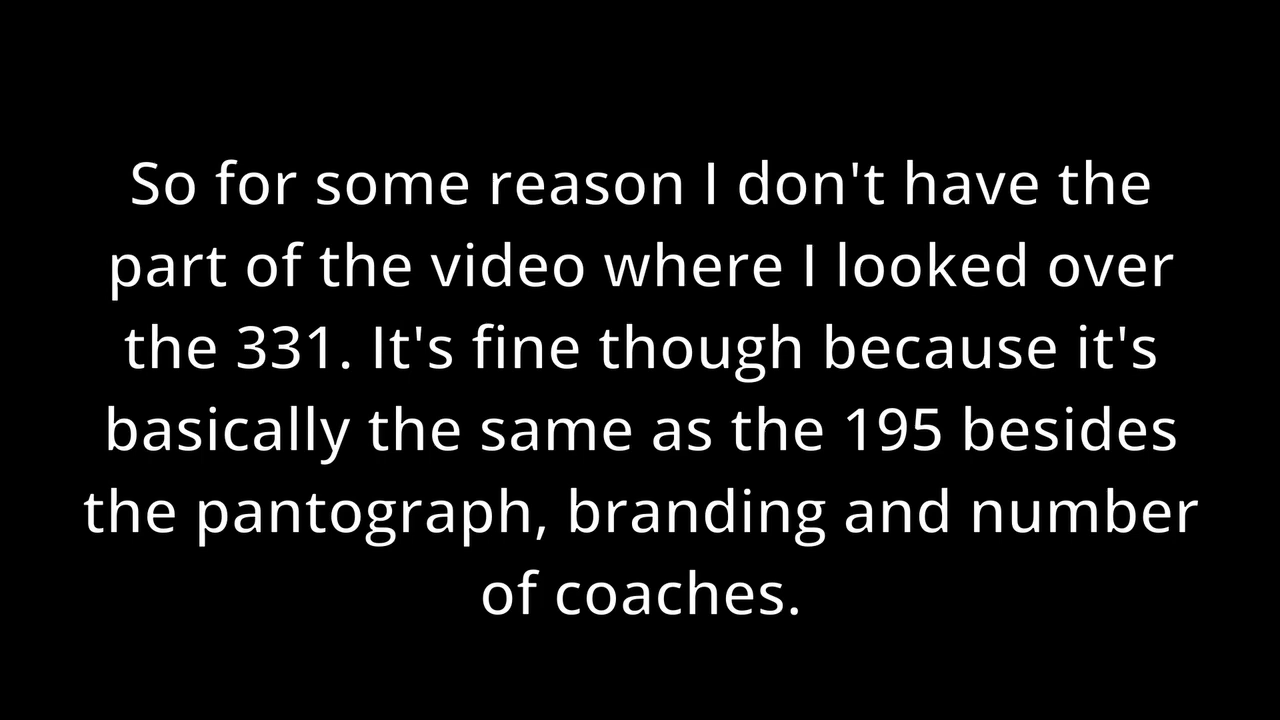 So for some reason I don't have the
part of the video where I looked over
the 331. It's fine though because it's
basically the same as the 195 besides
the pantograph, branding and number
of coaches.